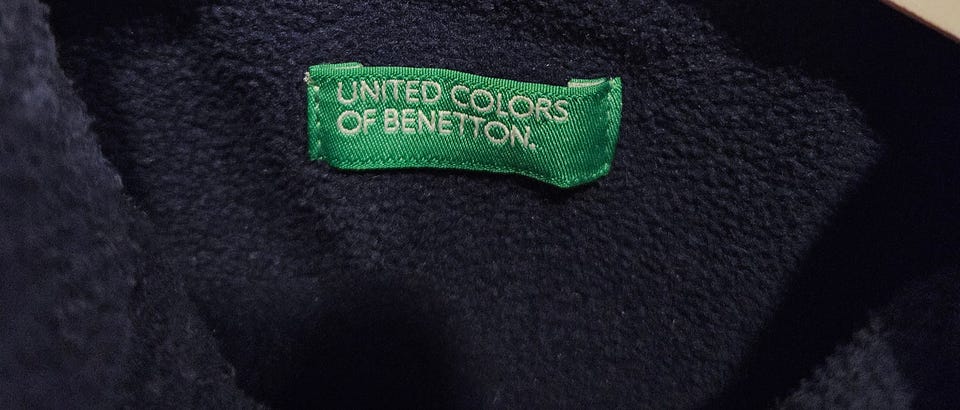 UNITED COLORS
OF BENETTON.